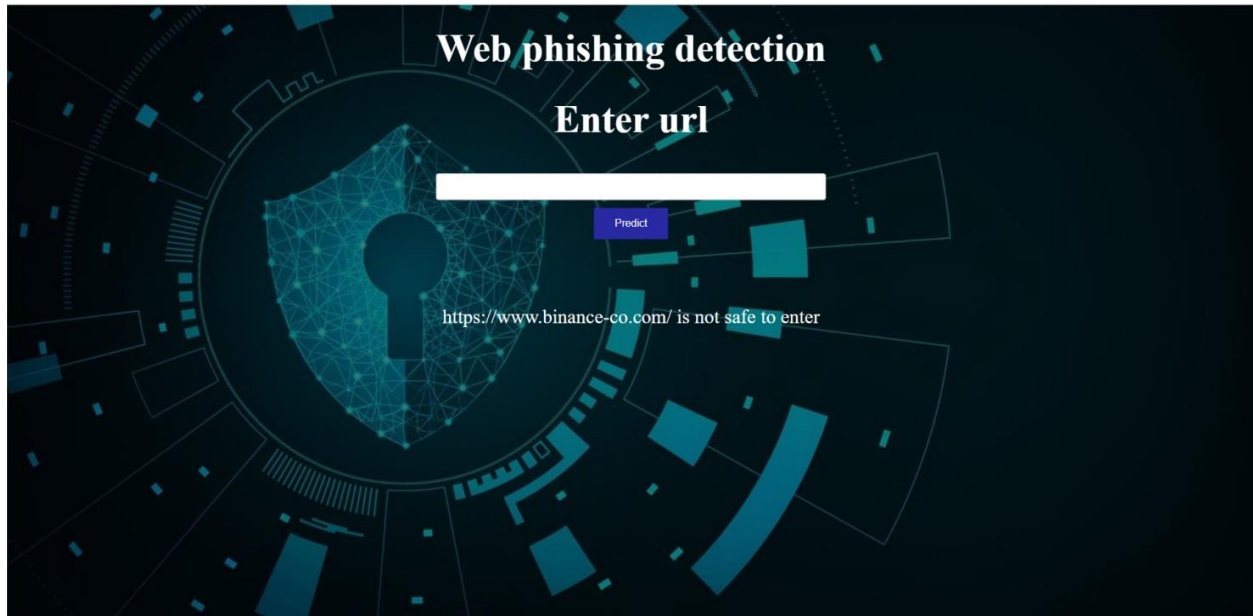 Web phishing detection
Enter url
Predict
https://www.binance-co.com/ is not safe to enter